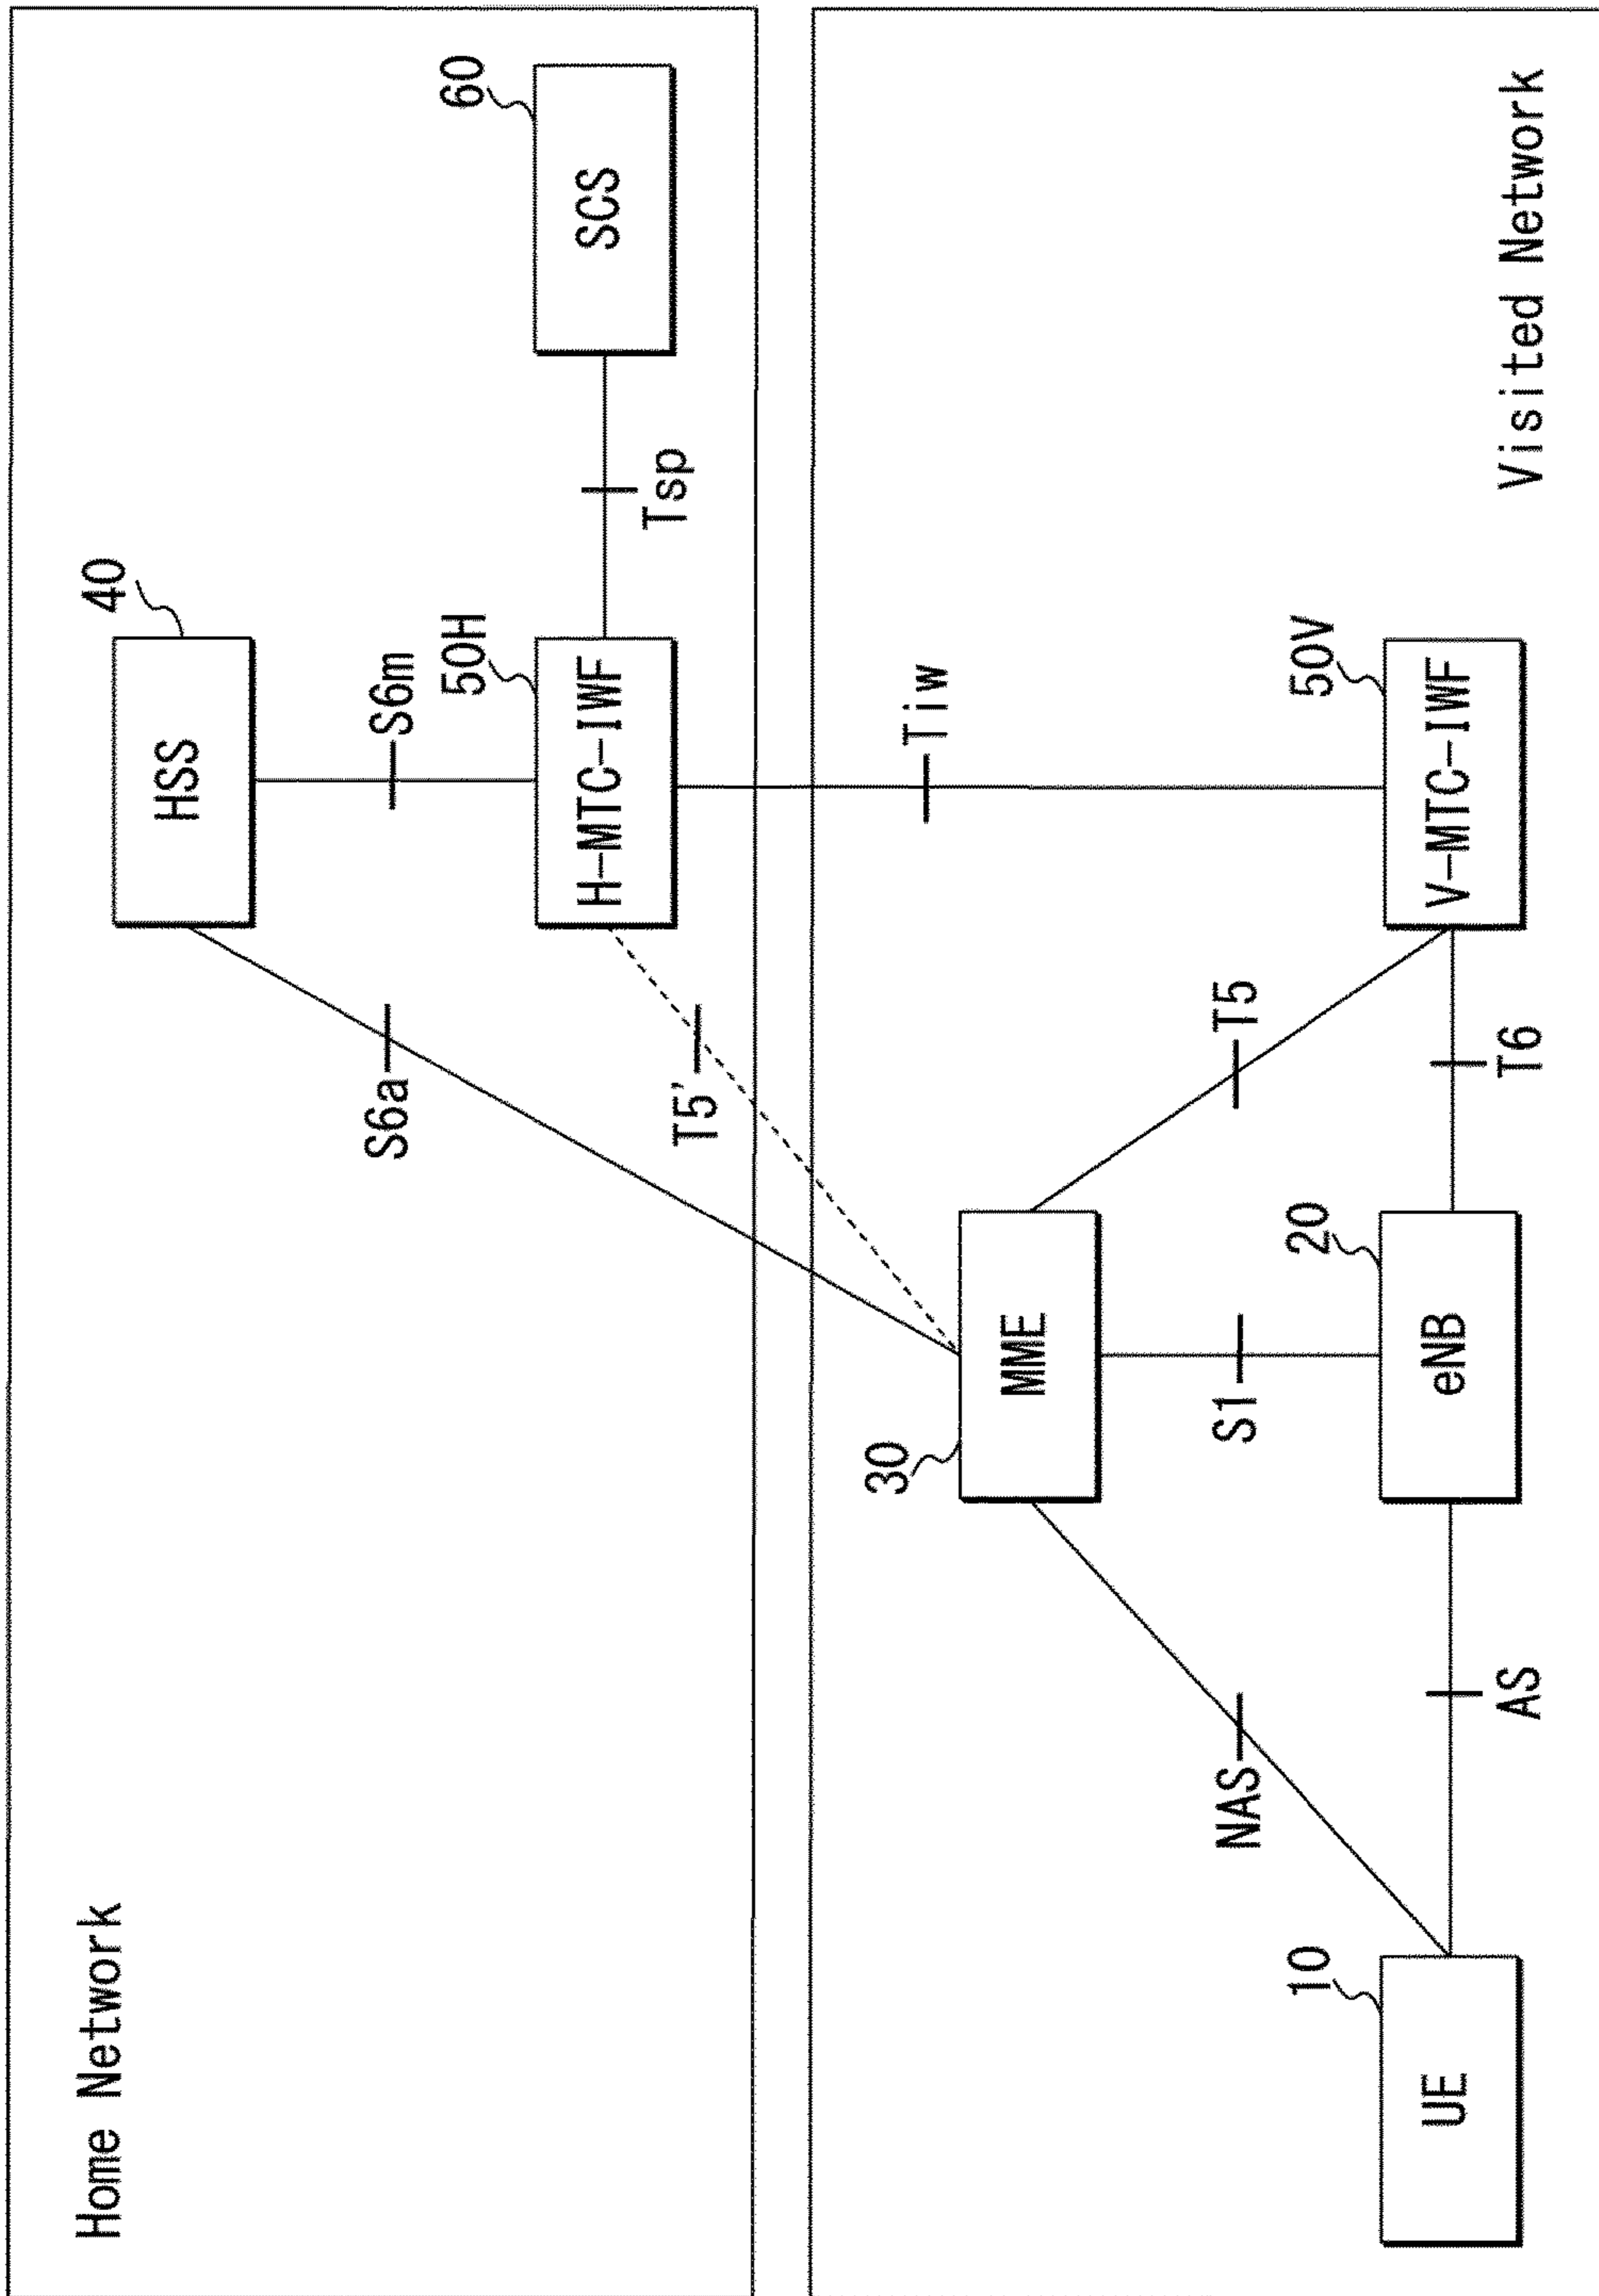 Home Network
40
HSS
S6a
S6m
50H
60
H-MTC-IWF
SCS
T5'
Tsp
30
Tiw
MME
NAS
S1
T5
10
20
50V
UE
eNB
V-MTC-IWF
AS
T6
Visited Network